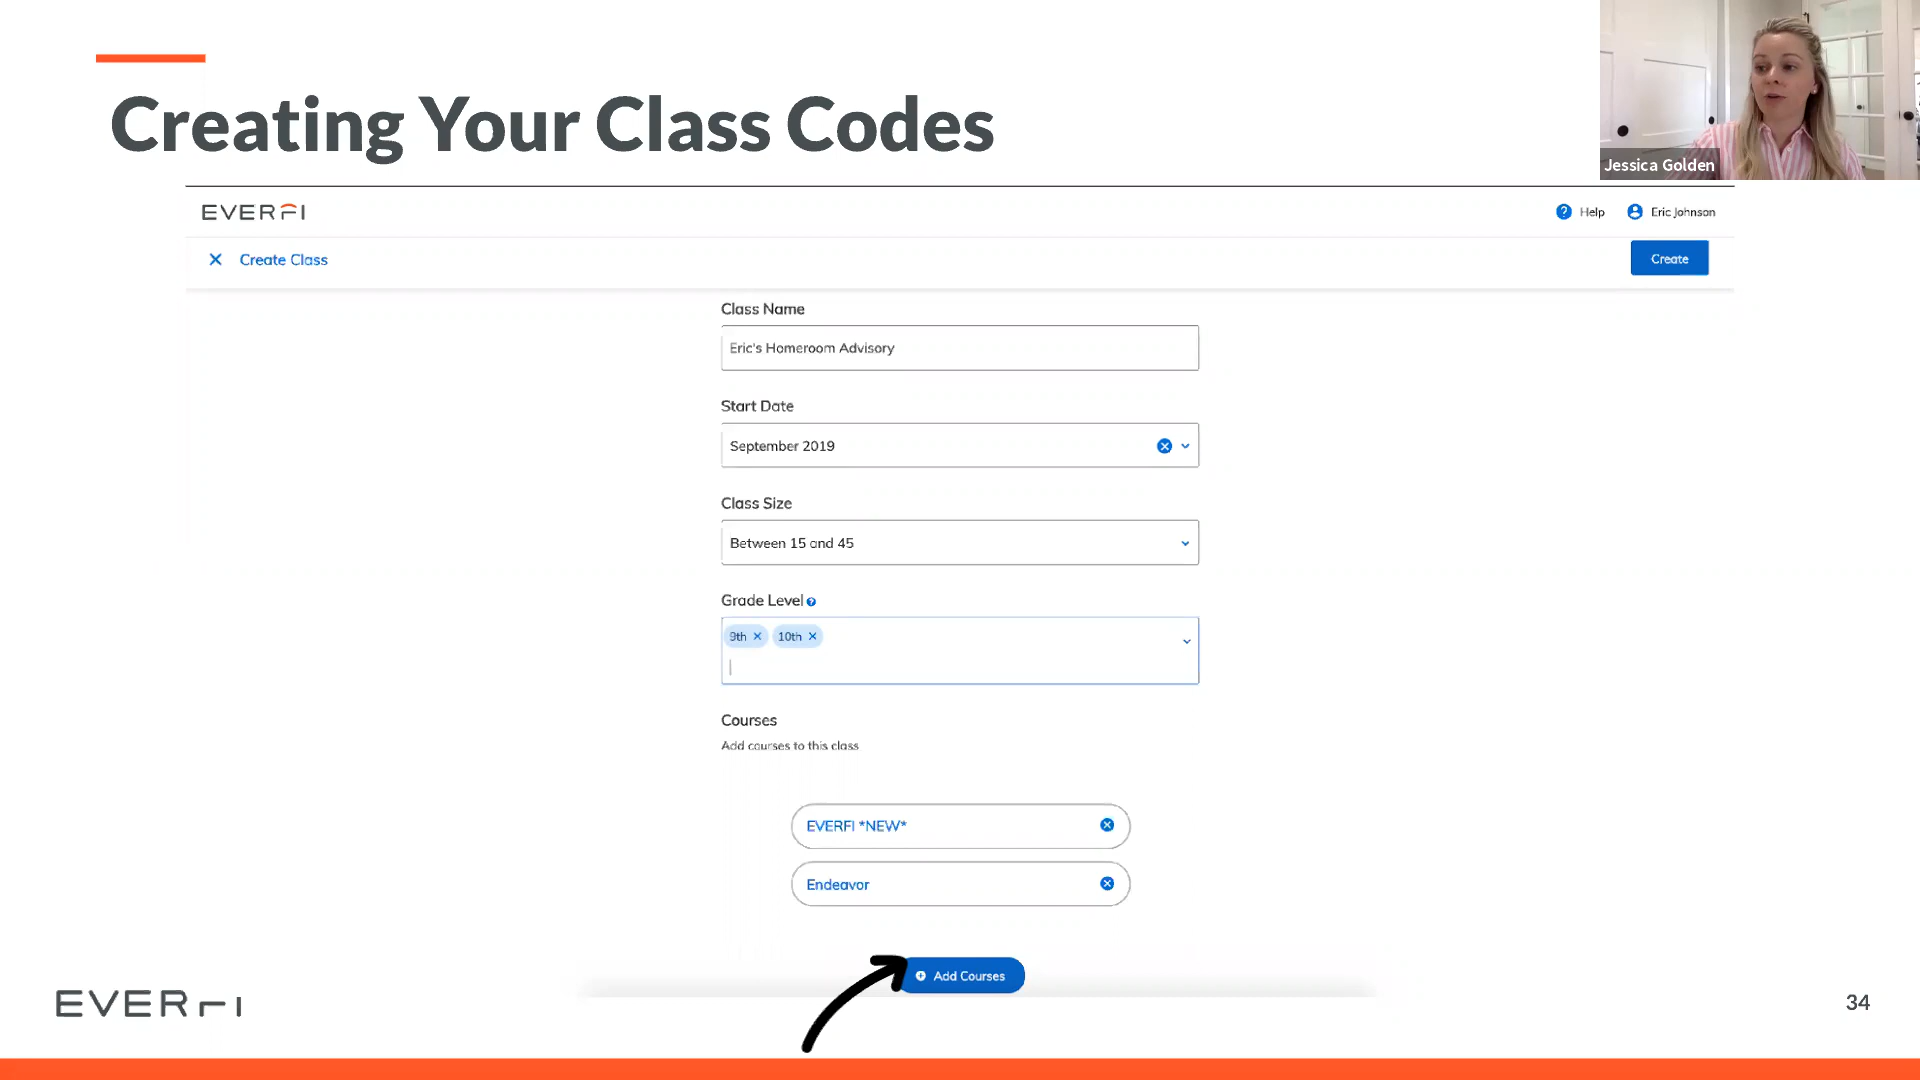 Creating Your Class Codes
Jessica Golden
EVERFI
Help
Eric Johnson
Create Class
Create
Class Name
Eric's Homeroom Advisory
Start Date
September 2019
Class Size
Between 15 and 45
Grade Level
9th
10th
Courses
Add courses to this class
EVERFI *NEW*
Endeavor
Add Courses
EVERFI
34